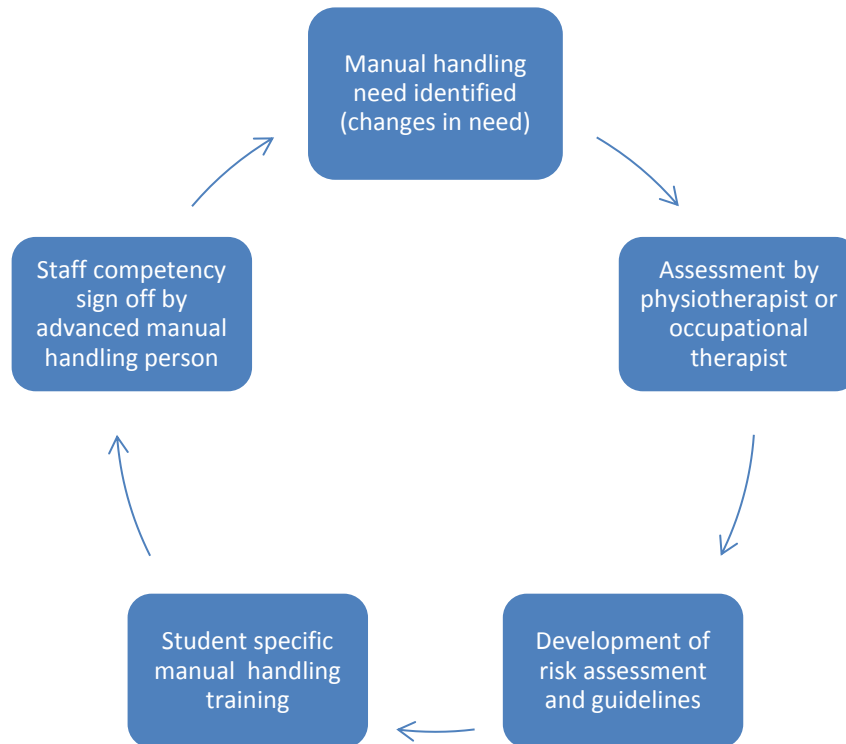 Manual handling
need identified
(changes in need)
Assessment by
physiotherapist or
occupational
therapist
Development of
risk assessment
and guidelines
Student specific
manual  handling
training
Staff competency
sign off by
advanced manual
handling person